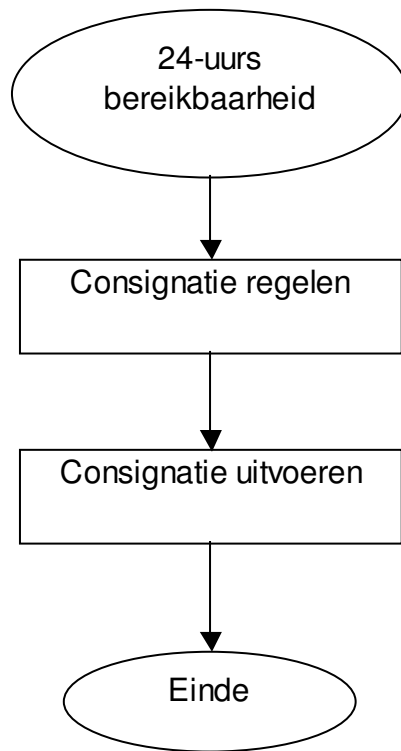 24-uurs
bereikbaarheid
Consignatie regelen
Consignatie uitvoeren
Einde